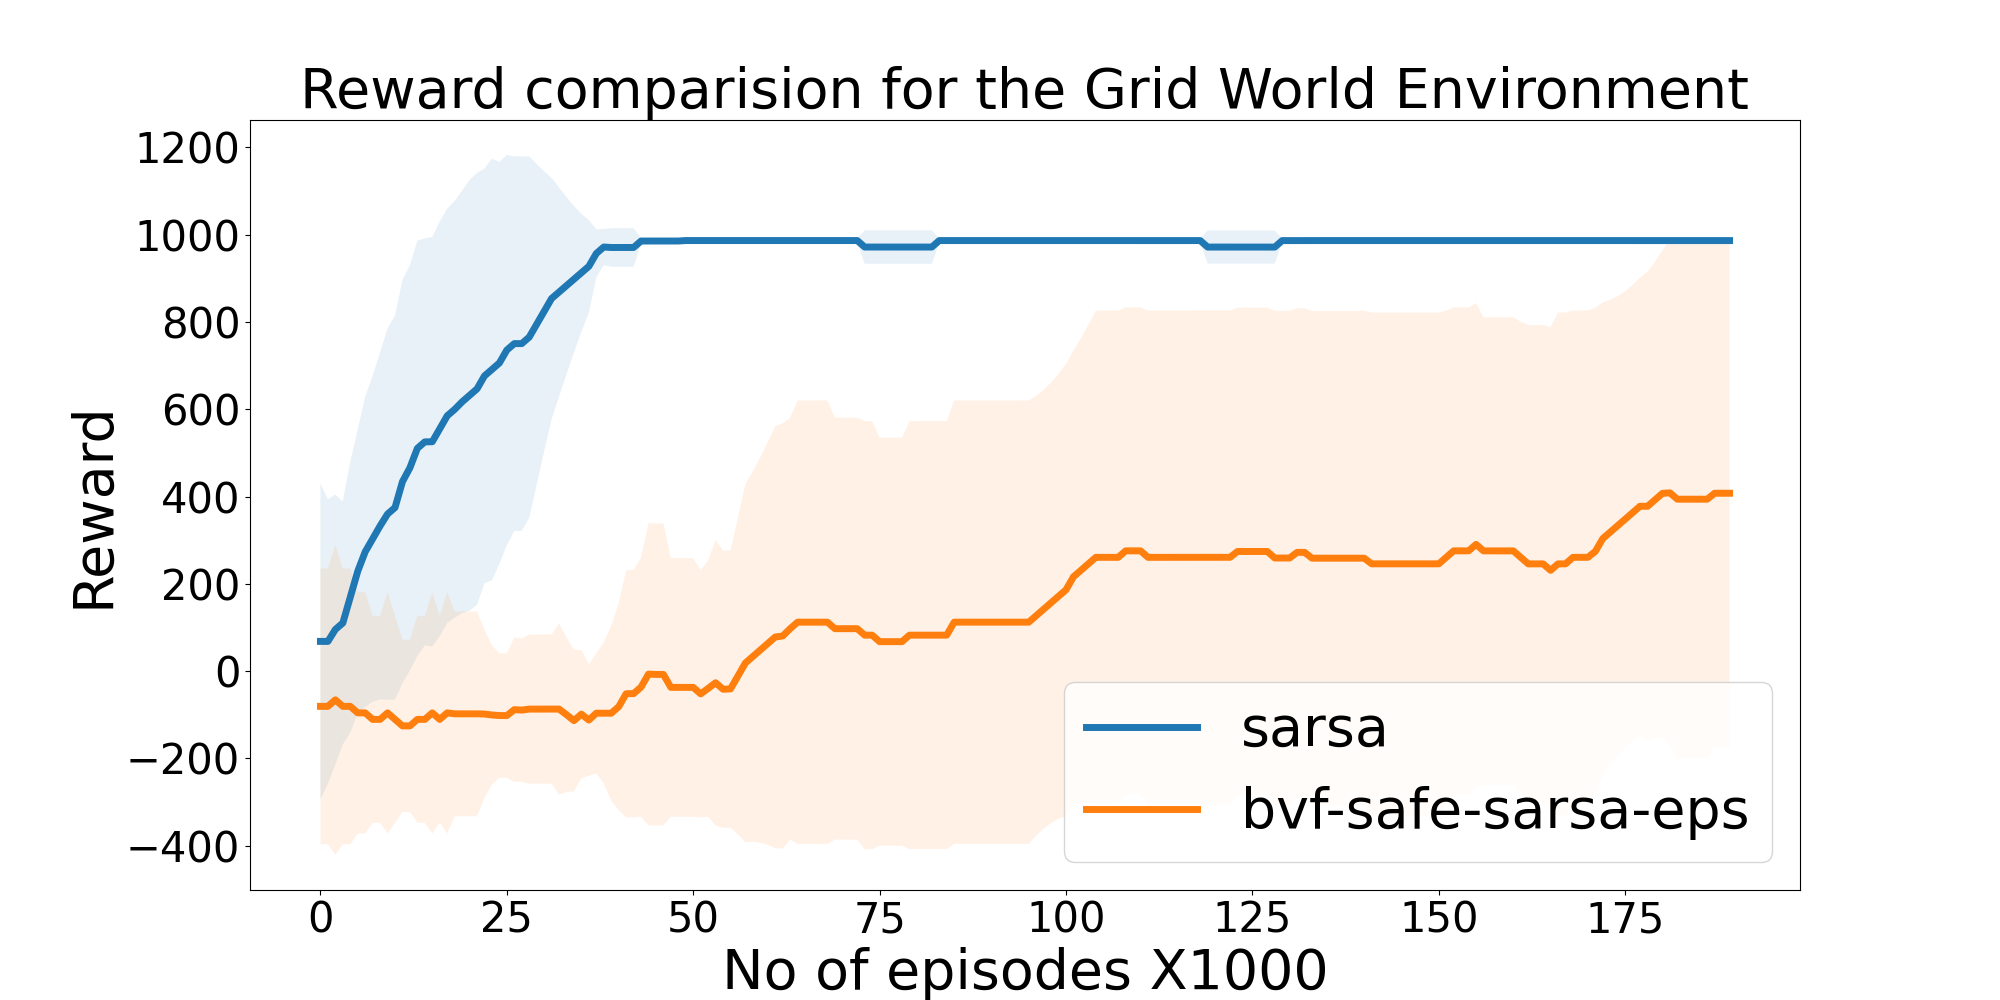 Reward comparision for the Grid World Environment
1200
1000
800
600
400
200
0
−200
−400
Reward
sarsa
bvf-safe-sarsa-eps
0 25 50 75 100 125 150 175
No of episodes X1000